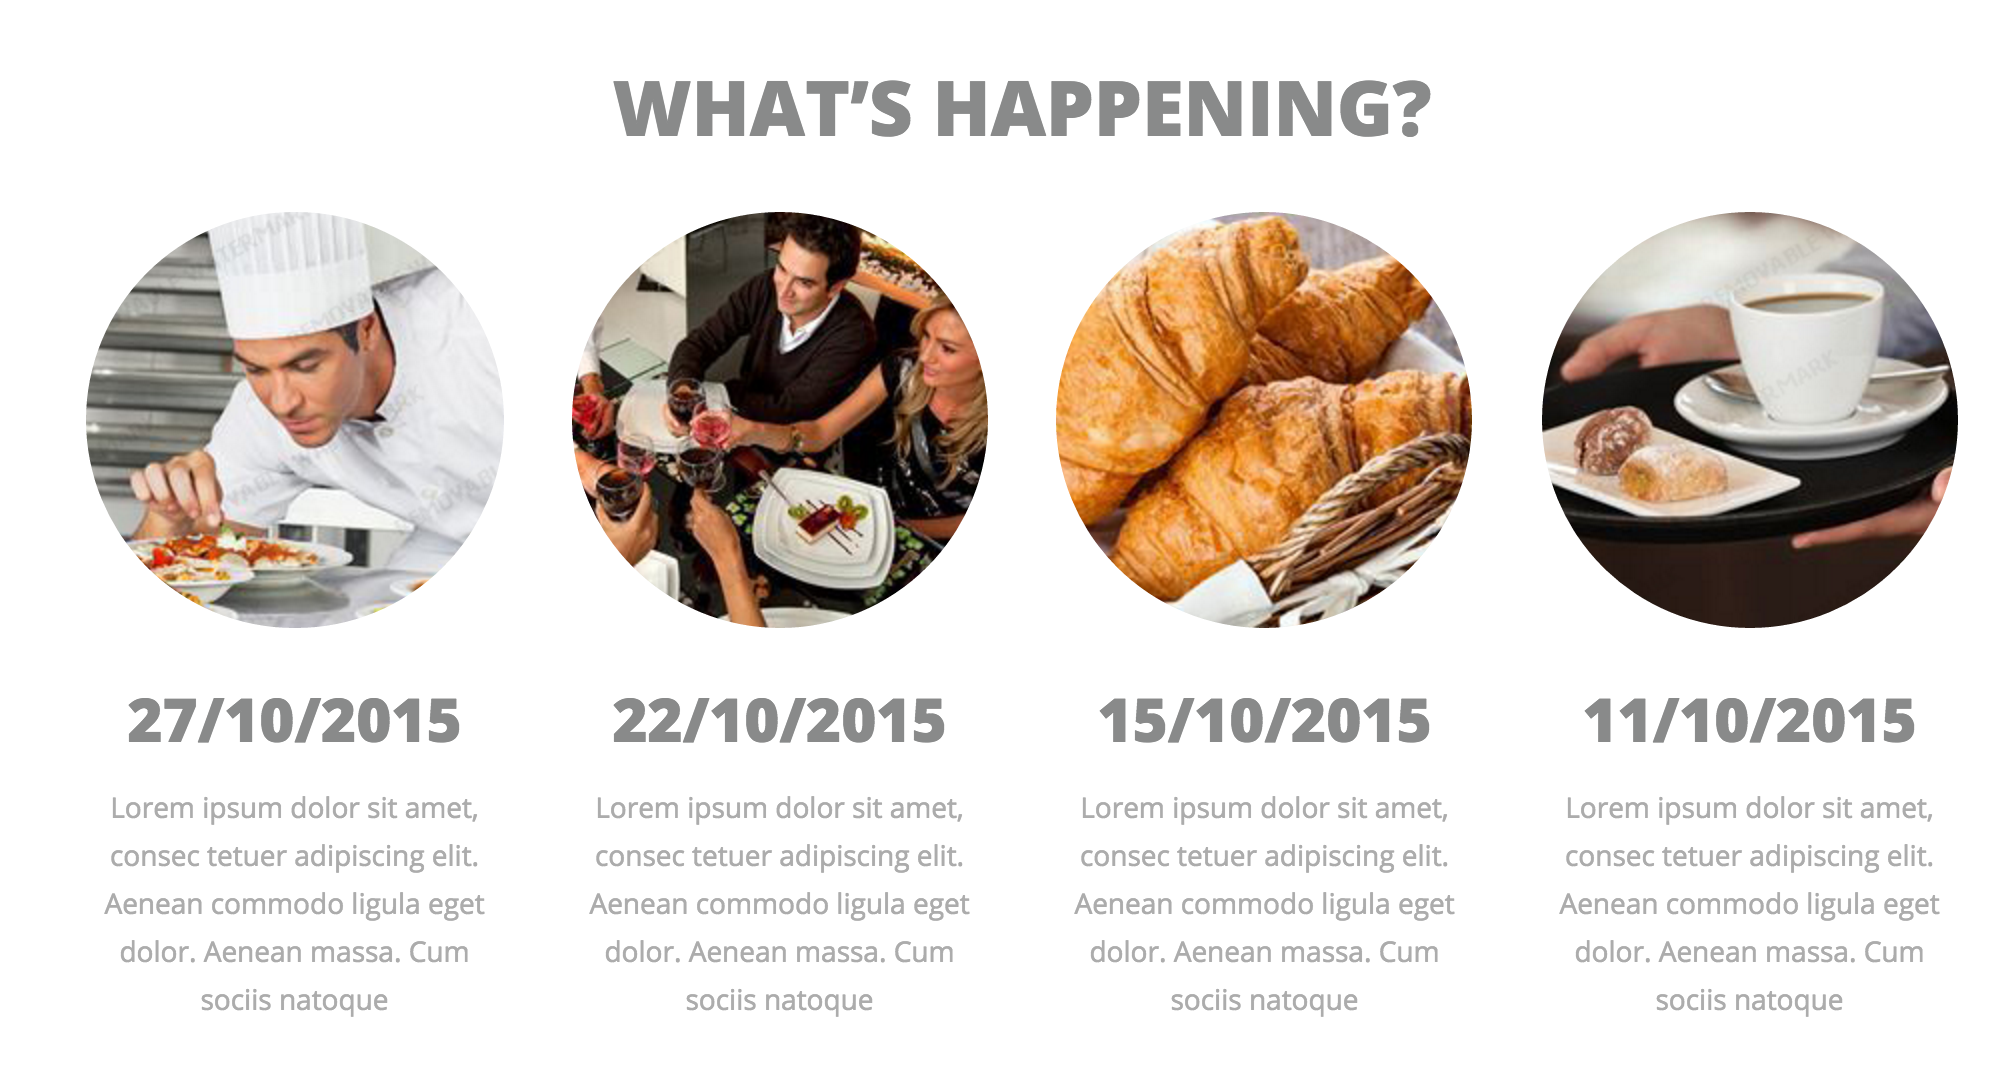 WHAT’S HAPPENING?
27/10/2015
Lorem ipsum dolor sit amet,
consec tetuer adipiscing elit.
Aenean commodo ligula eget
dolor. Aenean massa. Cum
sociis natoque
22/10/2015
Lorem ipsum dolor sit amet,
consec tetuer adipiscing elit.
Aenean commodo ligula eget
dolor. Aenean massa. Cum
sociis natoque
15/10/2015
Lorem ipsum dolor sit amet,
consec tetuer adipiscing elit.
Aenean commodo ligula eget
dolor. Aenean massa. Cum
sociis natoque
11/10/2015
Lorem ipsum dolor sit amet,
consec tetuer adipiscing elit.
Aenean commodo ligula eget
dolor. Aenean massa. Cum
sociis natoque